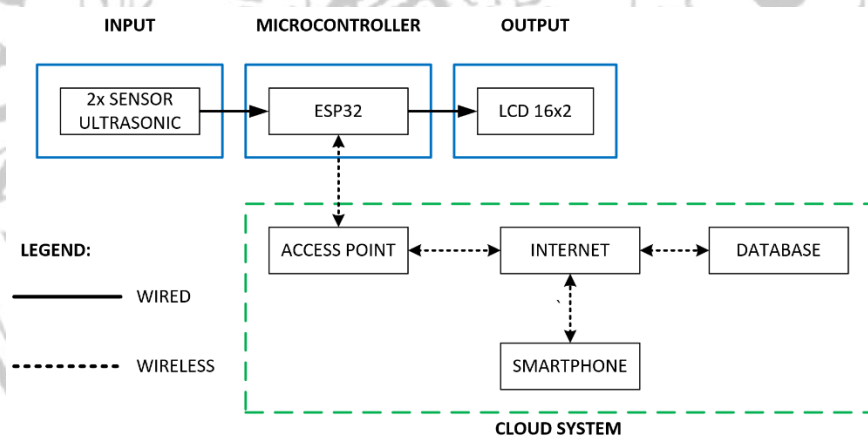 INPUT
MICROCONTROLLER
OUTPUT
2x SENSOR
ULTRASONIC
ESP32
LCD 16x2
ACCESS POINT
INTERNET
DATABASE
LEGEND:
WIRED
WIRELESS
SMARTPHONE
CLOUD SYSTEM